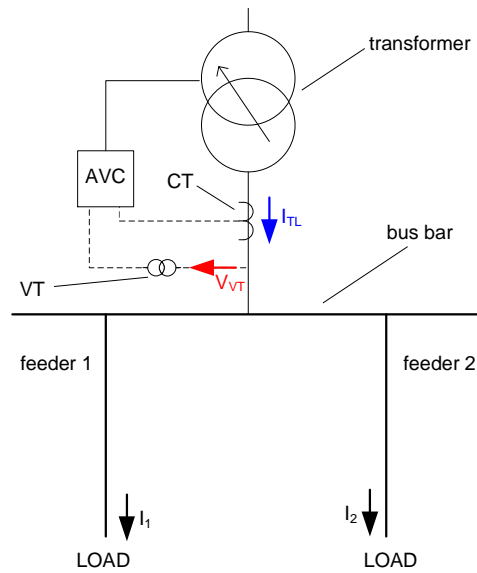 transformer
AVC
CT
I_TL
bus bar
VT
V_VT
feeder 1
feeder 2
I_1
I_2
LOAD
LOAD